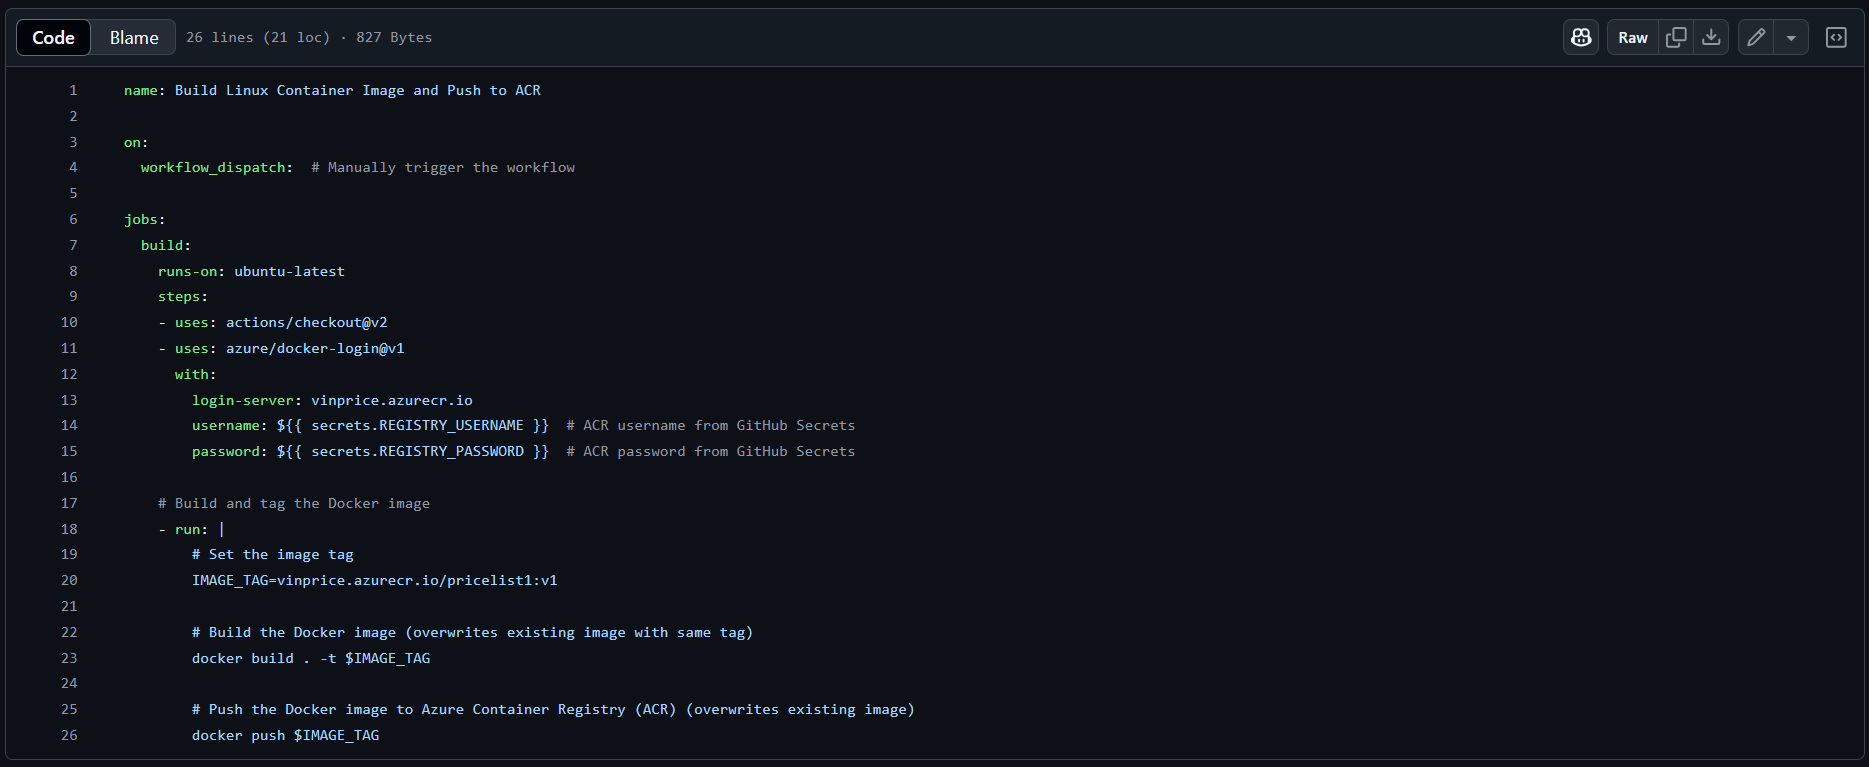 Code Blame 26 lines (21 loc) · 827 Bytes Raw
1 name: Build Linux Container Image and Push to ACR
2
3 on:
4   workflow_dispatch:  # Manually trigger the workflow
5
6 jobs:
7   build:
8     runs-on: ubuntu-latest
9     steps:
10     - uses: actions/checkout@v2
11     - uses: azure/docker-login@v1
12       with:
13         login-server: vinprice.azurecr.io
14         username: ${{ secrets.REGISTRY_USERNAME }}  # ACR username from GitHub Secrets
15         password: ${{ secrets.REGISTRY_PASSWORD }}  # ACR password from GitHub Secrets
16
17     # Build and tag the Docker image
18     - run: |
19         # Set the image tag
20         IMAGE_TAG=vinprice.azurecr.io/pricelist1:v1
21
22         # Build the Docker image (overwrites existing image with same tag)
23         docker build . -t $IMAGE_TAG
24
25         # Push the Docker image to Azure Container Registry (ACR) (overwrites existing image)
26         docker push $IMAGE_TAG